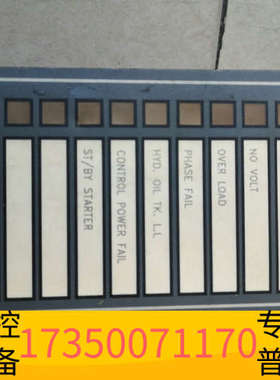 ST/BY STARTER
CONTROL POWER FAIL
HYD. OIL TK. L.L
PHASE FAIL
OVER LOAD
NO VOLT
控 17350071170 专
备 普